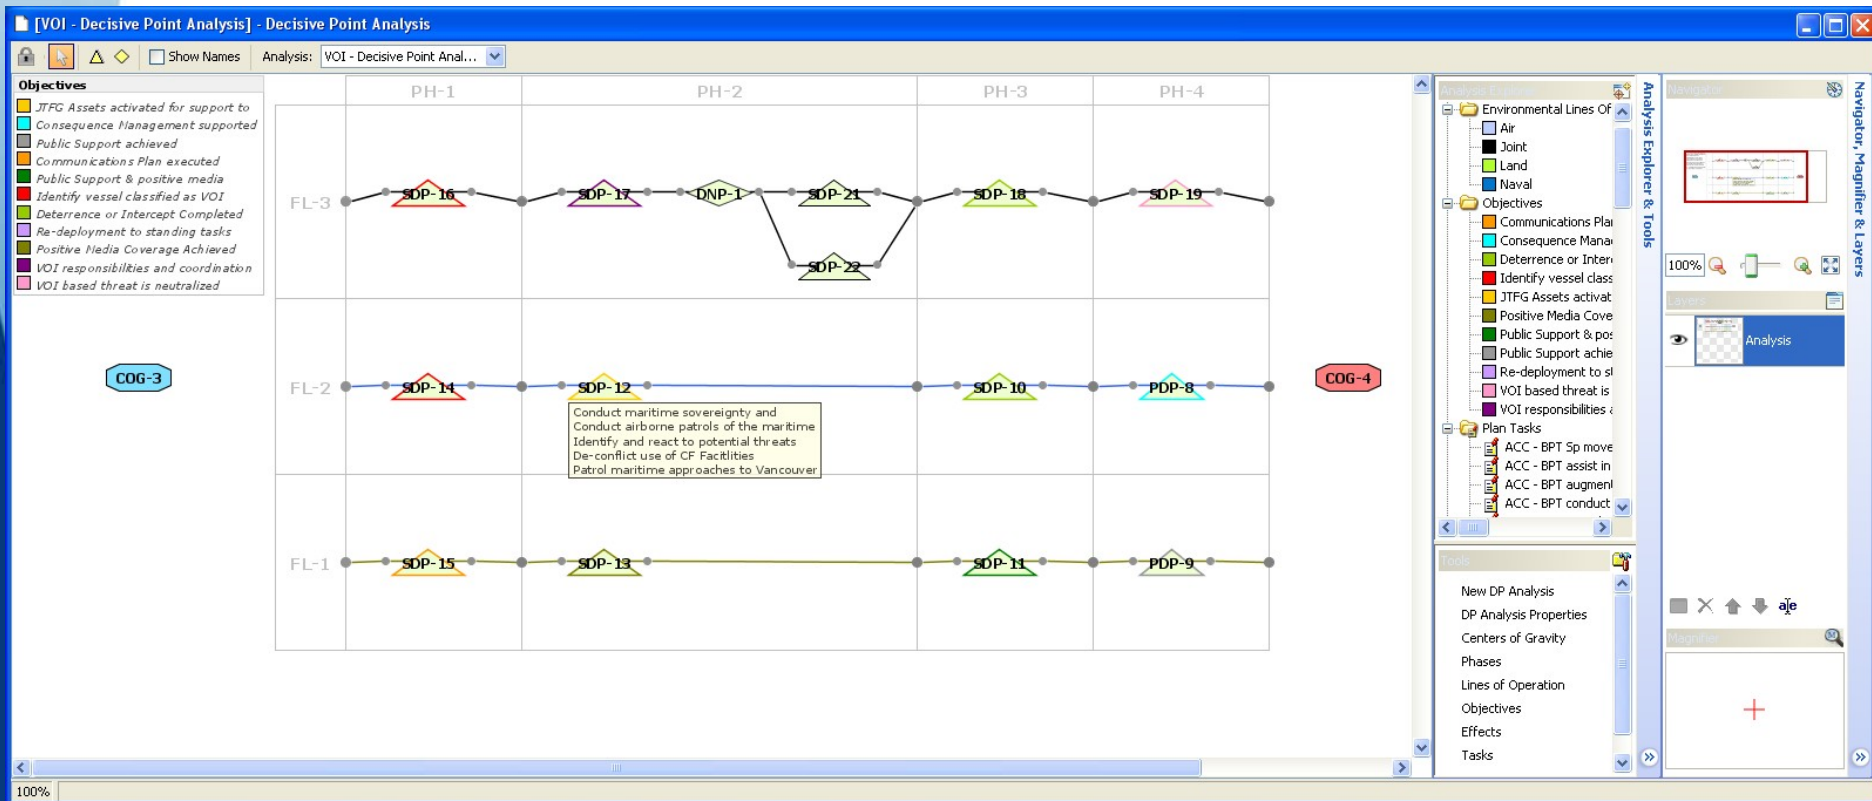 [VOI - Decisive Point Analysis] - Decisive Point Analysis
Show Names
Analysis: VOI - Decisive Point Anal...
Objectives
JTFG Assets activated for support to
Consequence Management supported
Public Support achieved
Communications Plan executed
Public Support & positive media
Identify vessel classified as VOI
Deterrence or Intercept Completed
Re-deployment to standing tasks
Positive Media Coverage Achieved
VOI responsibilities and coordination
VOI based threat is neutralized
PH-1 PH-2 PH-3 PH-4
FL-3 SDP-16 SDP-17 DNP-1 SDP-21 SDP-18 SDP-19
SDP-22
COG-3
FL-2 SDP-14 SDP-12 SDP-10 PDP-8
COG-4
Conduct maritime sovereignty and
Conduct airborne patrols of the maritime
Identify and react to potential threats
De-conflict use of CF Facitlities
Patrol maritime approaches to Vancouver
FL-1 SDP-15 SDP-13 SDP-11 PDP-9
Analysis Explorer
Environmental Lines Of
Air
Joint
Land
Naval
Objectives
Communications Plan
Consequence Mana
Deterrence or Inter
Identify vessel class
JTFG Assets activat
Positive Media Cove
Public Support & pos
Public Support achie
Re-deployment to st
VOI based threat is
VOI responsibilities a
Plan Tasks
ACC - BPT Sp move
ACC - BPT assist in
ACC - BPT augment
ACC - BPT conduct
Tools
New DP Analysis
DP Analysis Properties
Centers of Gravity
Phases
Lines of Operation
Objectives
Effects
Tasks
Analysis Explorer & Tools
Navigator
100%
Layers
Analysis
a e
Magnifier
Navigator, Magnifier & Layers
100%